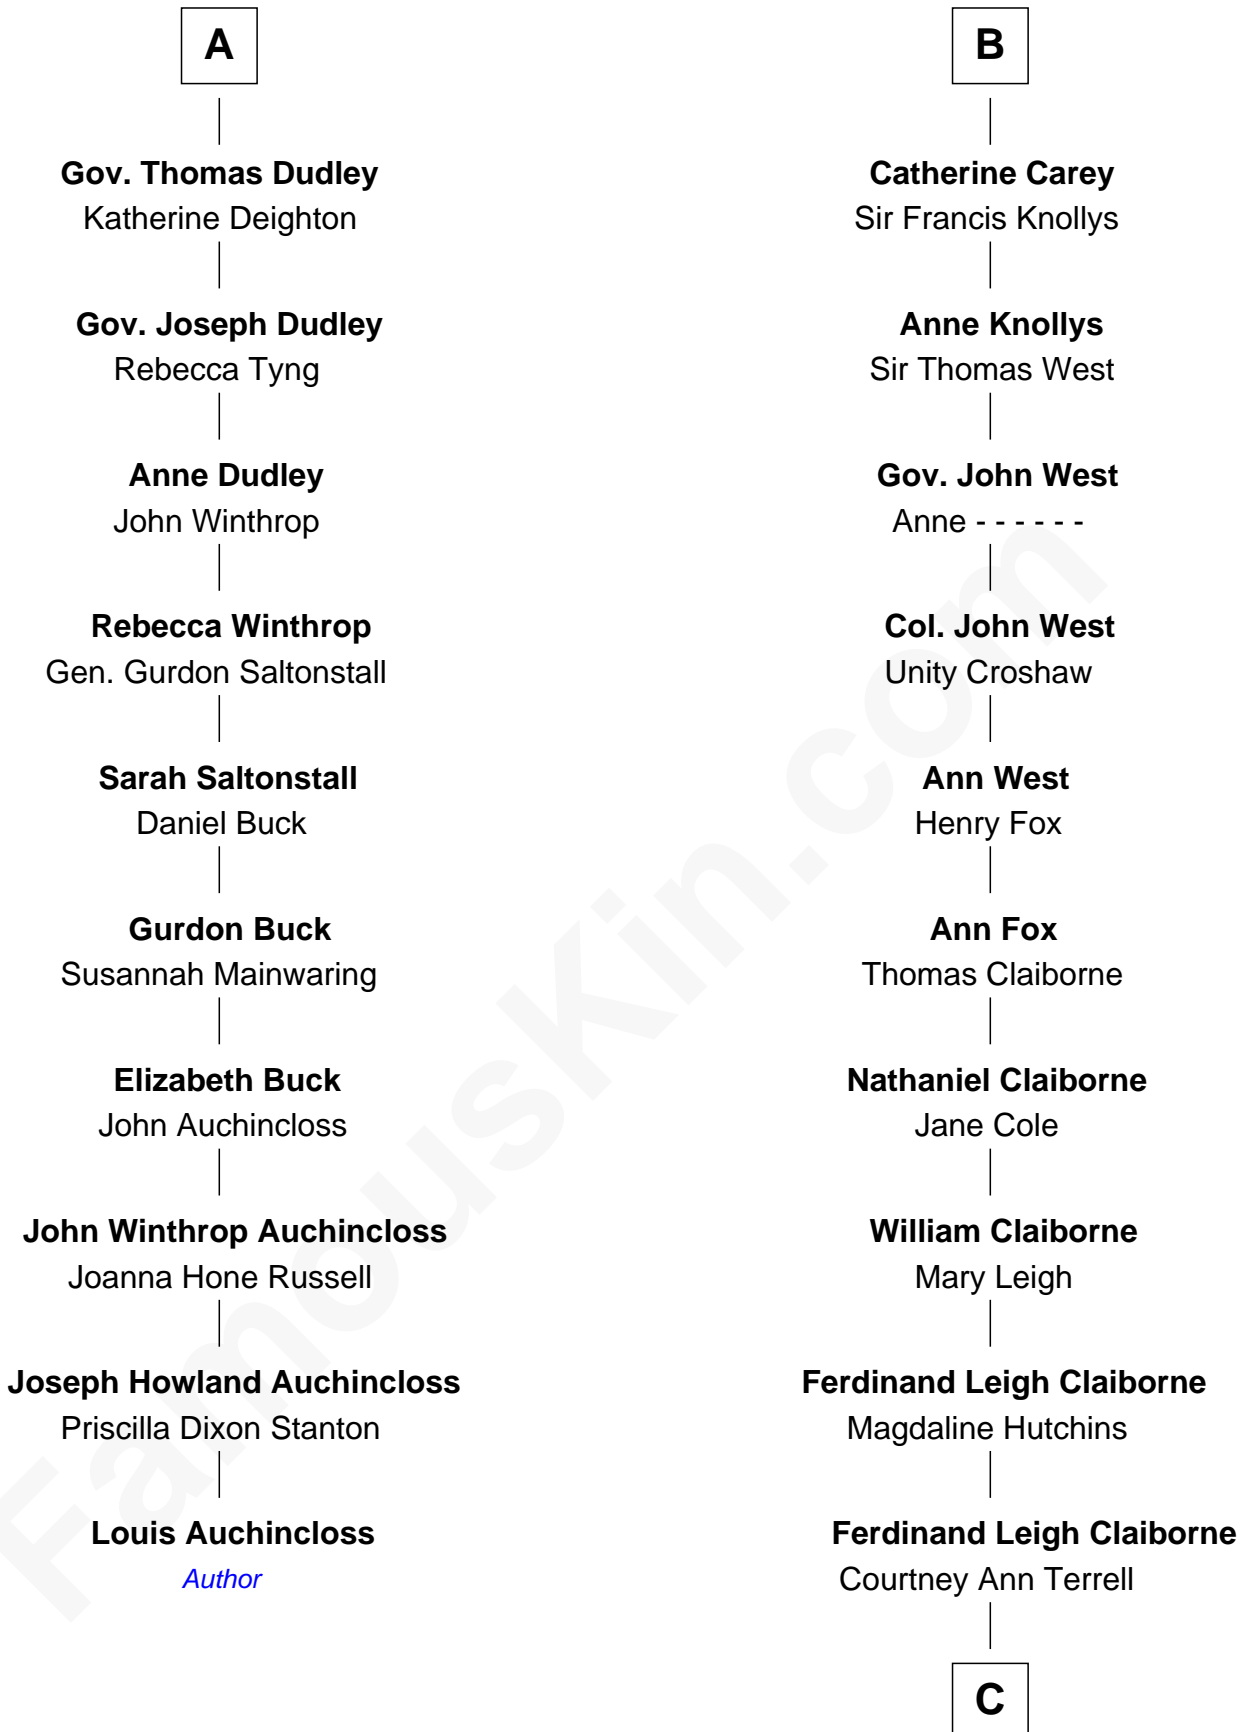 A
Gov. Thomas Dudley
Katherine Deighton
Gov. Joseph Dudley
Rebecca Tyng
Anne Dudley
John Winthrop
Rebecca Winthrop
Gen. Gurdon Saltonstall
Sarah Saltonstall
Daniel Buck
Gurdon Buck
Susannah Mainwaring
Elizabeth Buck
John Auchincloss
John Winthrop Auchincloss
Joanna Hone Russell
Joseph Howland Auchincloss
Priscilla Dixon Stanton
Louis Auchincloss
Author
B
Catherine Carey
Sir Francis Knollys
Anne Knollys
Sir Thomas West
Gov. John West
Anne - - - - - -
Col. John West
Unity Croshaw
Ann West
Henry Fox
Ann Fox
Thomas Claiborne
Nathaniel Claiborne
Jane Cole
William Claiborne
Mary Leigh
Ferdinand Leigh Claiborne
Magdaline Hutchins
Ferdinand Leigh Claiborne
Courtney Ann Terrell
C
FamousKin.com